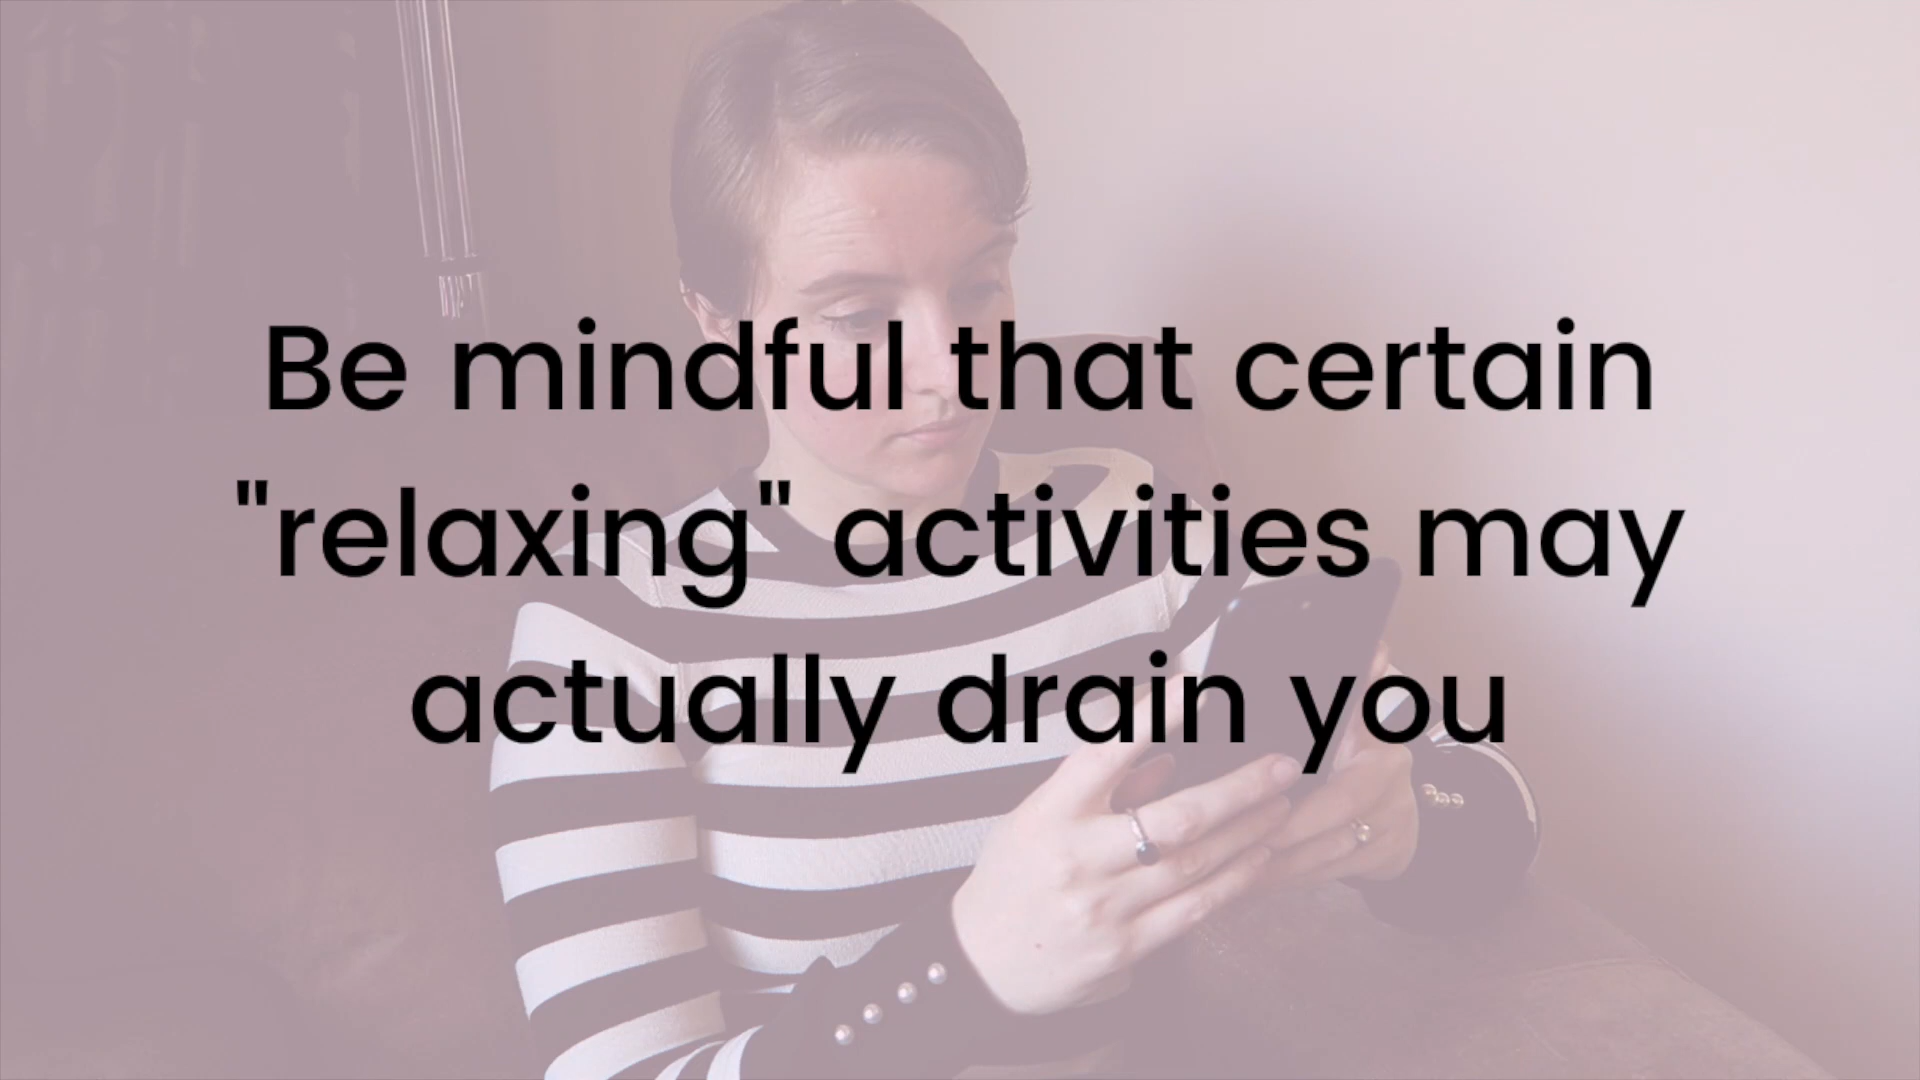 Be mindful that certain
"relaxing" activities may
actually drain you